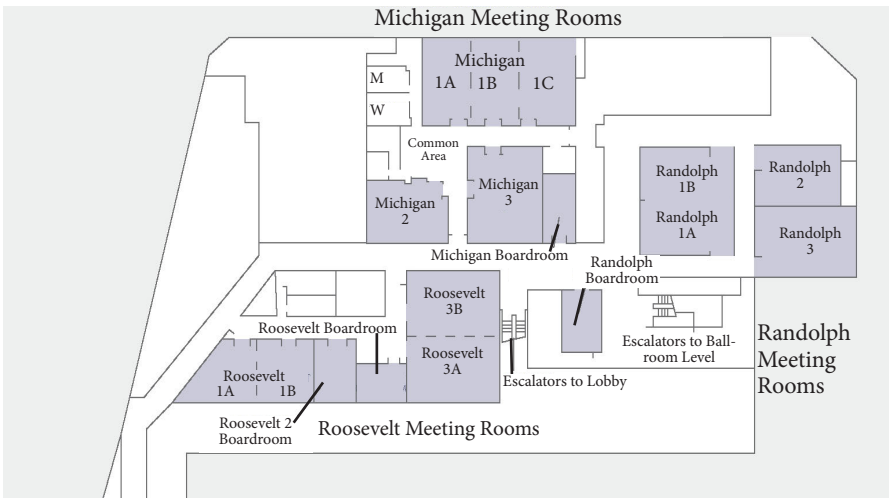 Michigan Meeting Rooms
Michigan
1A 1B 1C
M
W
Common
Area
Michigan
2
Michigan
3
Randolph
1B
Randolph
1A
Randolph
2
Randolph
3
Michigan Boardroom
Randolph
Boardroom
Roosevelt
3B
Roosevelt Boardroom
Roosevelt
3A
Escalators to Ball-
room Level
Randolph
Meeting
Rooms
Roosevelt
1A 1B
Escalators to Lobby
Roosevelt 2
Boardroom
Roosevelt Meeting Rooms